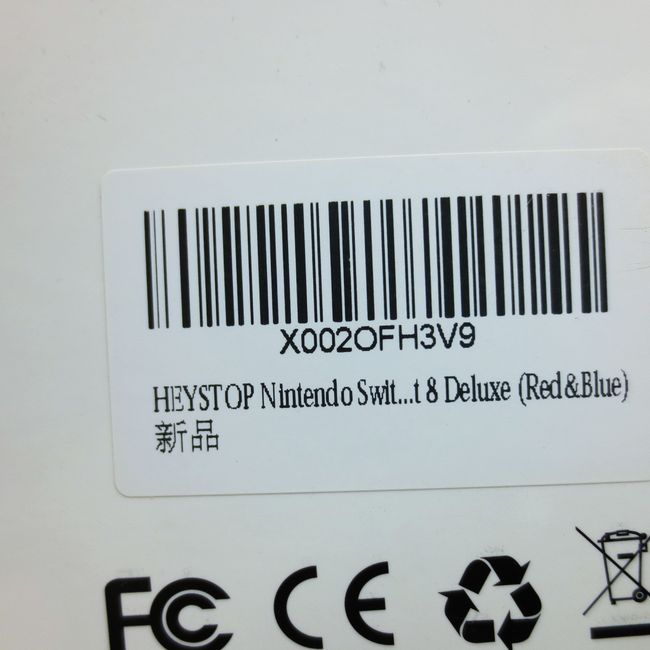 X002OFH3V9
HEYSTOP Nintendo Swit...t 8 Deluxe (Red&Blue)
新品
FC CE